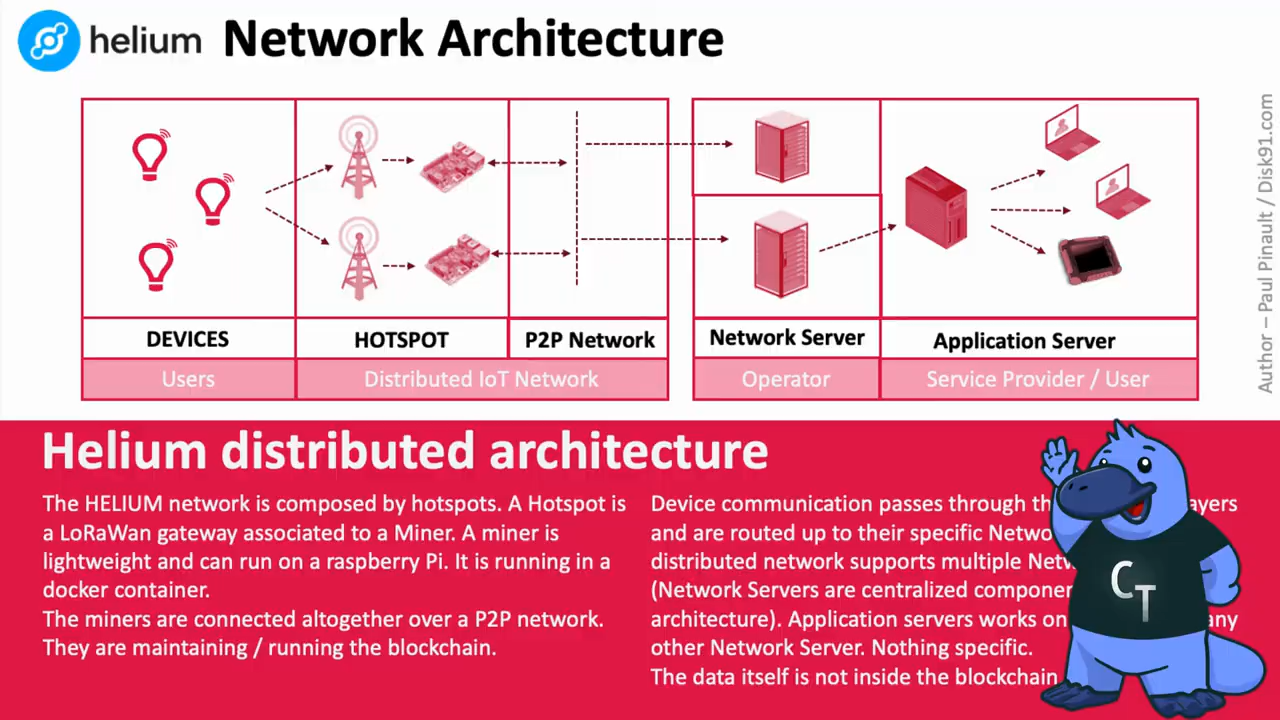 helium Network Architecture
DEVICES
HOTSPOT
P2P Network
Network Server
Application Server
Users
Distributed IoT Network
Operator
Service Provider / User
Author – Paul Pinault / Disk91.com
Helium distributed architecture
The HELIUM network is composed by hotspots. A Hotspot is
a LoRaWan gateway associated to a Miner. A miner is
lightweight and can run on a raspberry Pi. It is running in a
docker container.
The miners are connected altogether over a P2P network.
They are maintaining / running the blockchain.
Device communication passes through
and are routed up to their specific
distributed network supports multiple
(Network Servers are centralized
architecture). Application servers works on any
other Network Server. Nothing specific.
The data itself is not inside the blockchain
CT